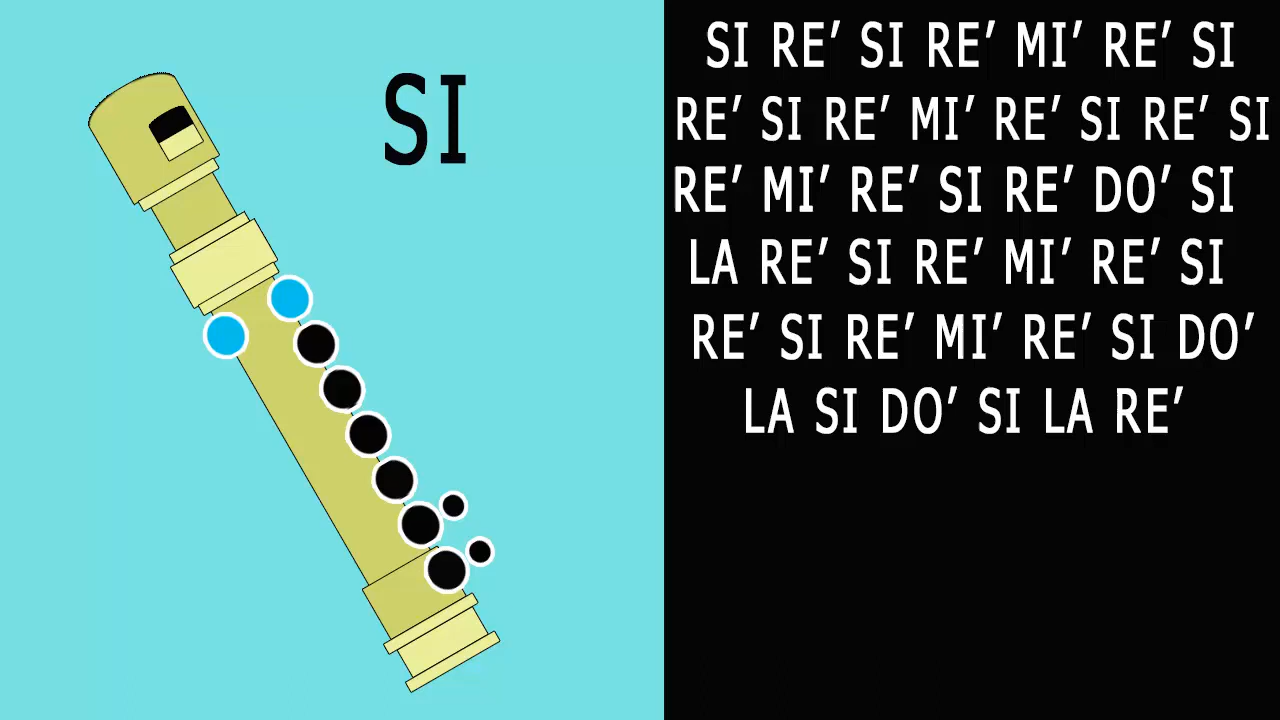 SI
SI RE’ SI RE’ MI’ RE’ SI
RE’ SI RE’ MI’ RE’ SI RE’ SI
RE’ MI’ RE’ SI RE’ DO’ SI
LA RE’ SI RE’ MI’ RE’ SI
RE’ SI RE’ MI’ RE’ SI DO’
LA SI DO’ SI LA RE’